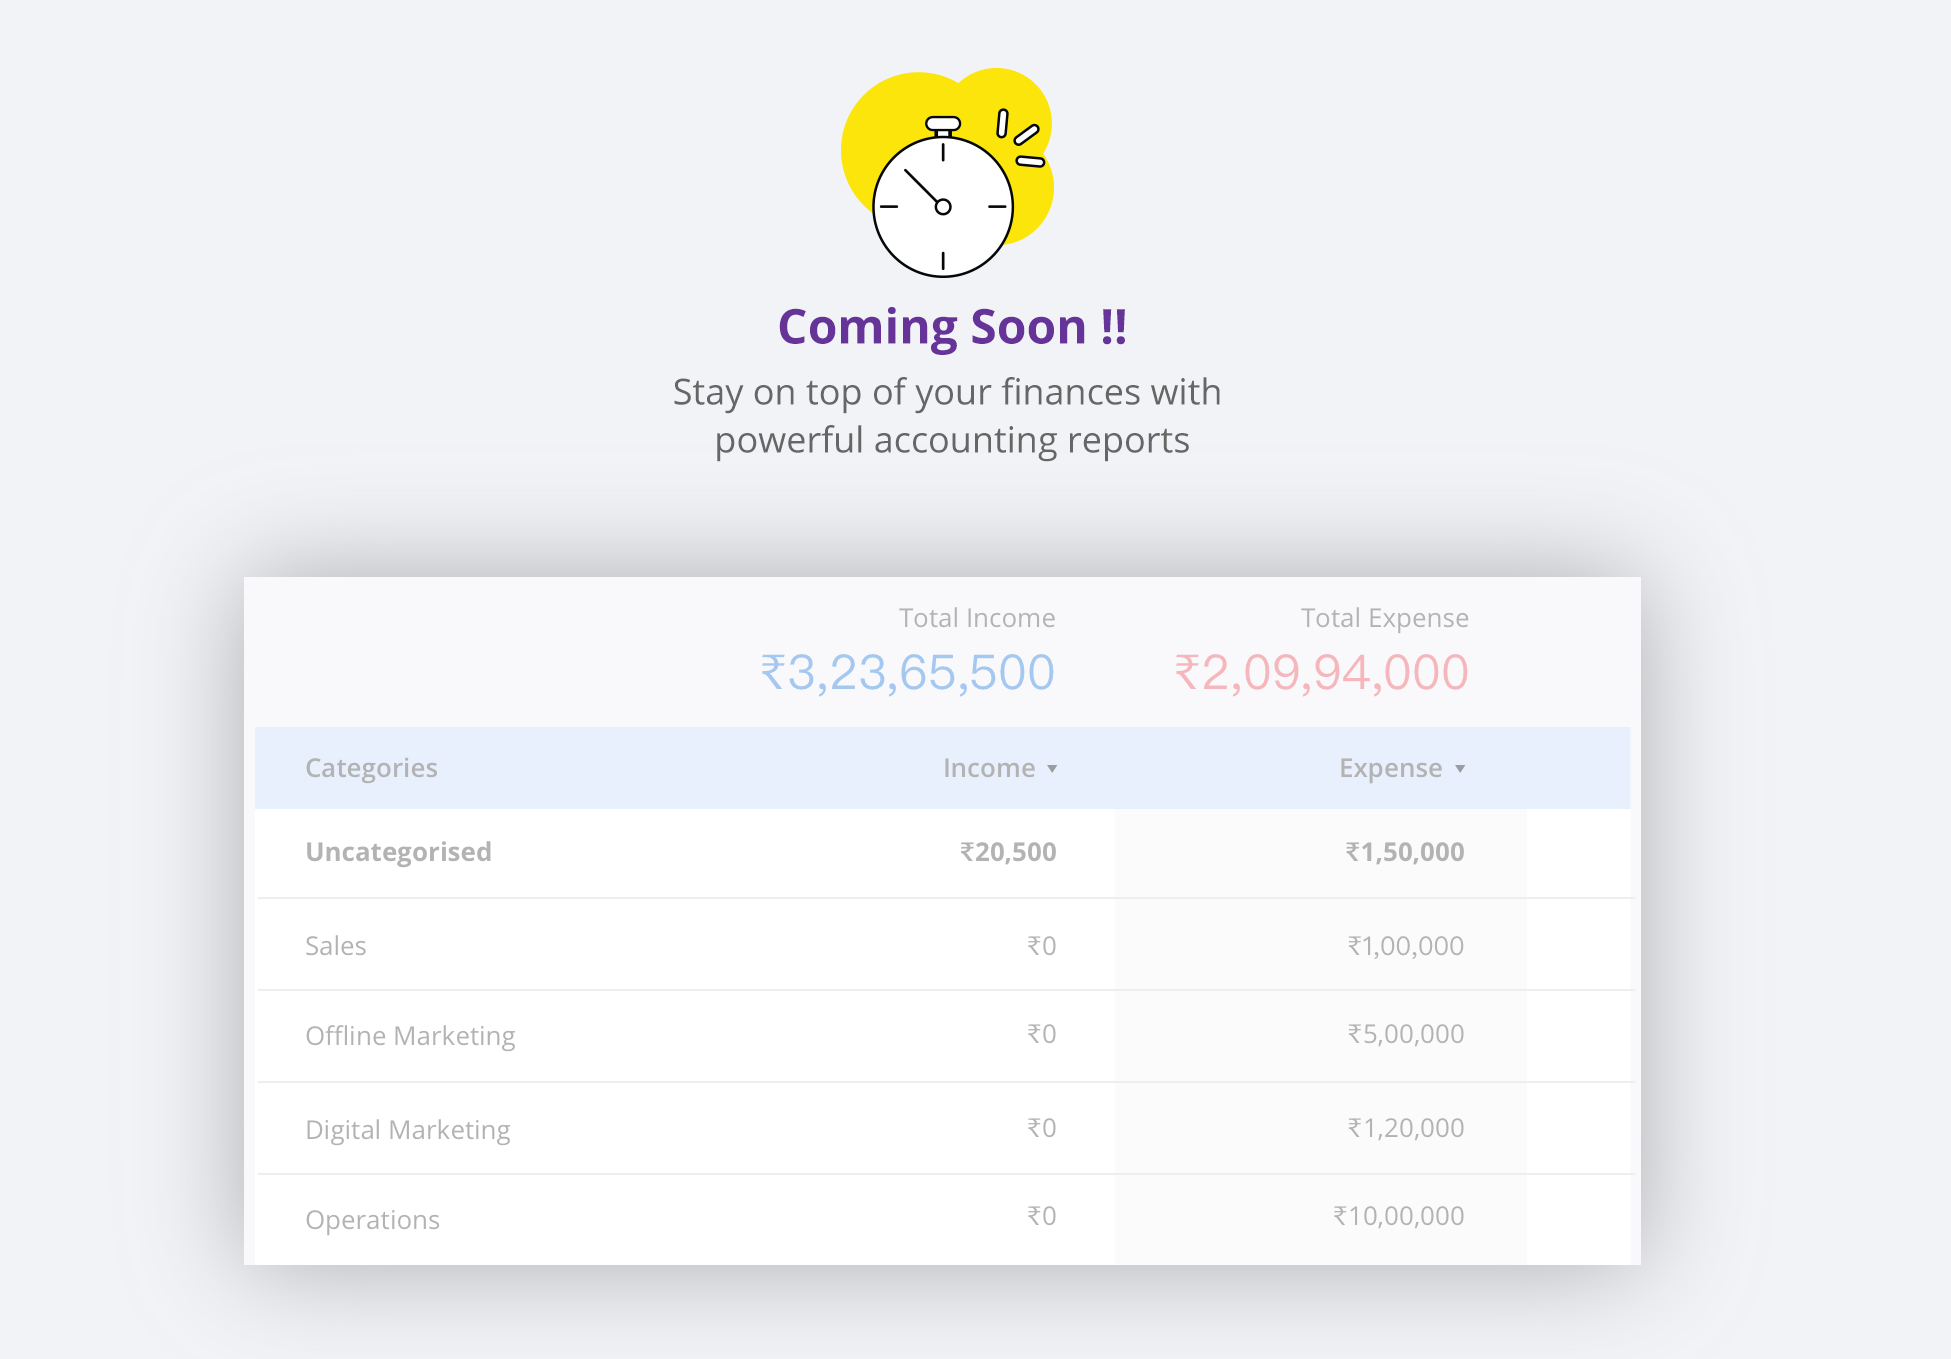 Coming Soon !!
Stay on top of your finances with
powerful accounting reports
Total Income Total Expense
₹3,23,65,500 ₹2,09,94,000
Categories Income ▼ Expense ▼
Uncategorised ₹20,500 ₹1,50,000
Sales ₹0 ₹1,00,000
Offline Marketing ₹0 ₹5,00,000
Digital Marketing ₹0 ₹1,20,000
Operations ₹0 ₹10,00,000